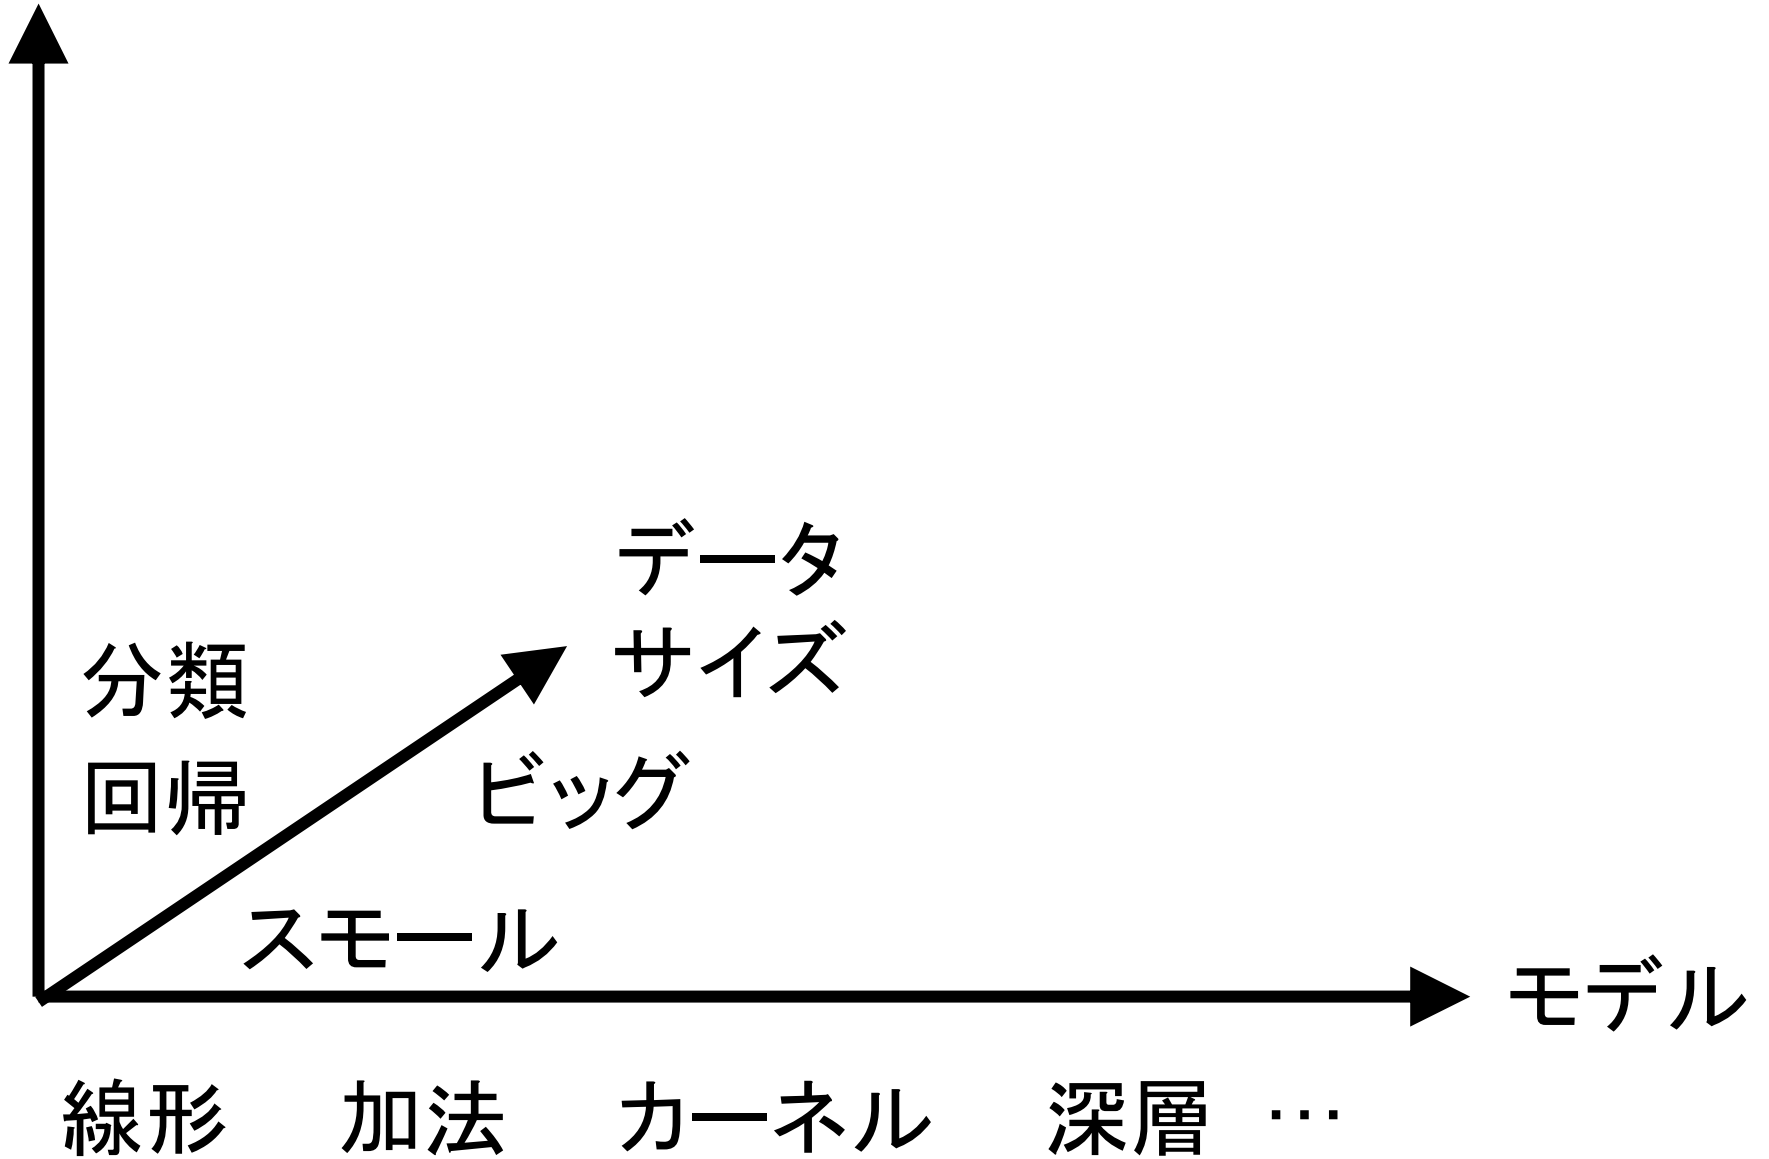 データ
サイズ
分類
回帰
ビッグ
スモール
モデル
線形 加法 カーネル 深層 …